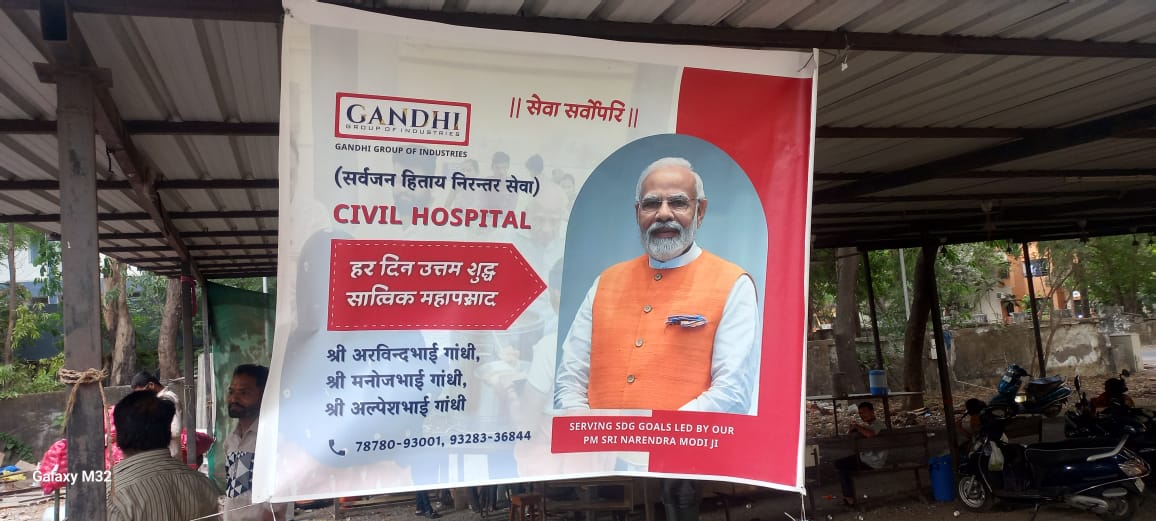 GANDHI
GROUP OF INDUSTRIES
GANDHI GROUP OF INDUSTRIES
|| सेवा सर्वोपरि ||
(सर्वजन हिताय निरन्तर सेवा)
CIVIL HOSPITAL
हर दिन उत्तम शुद्ध
सात्विक महाप्रसाद
श्री अरविन्दभाई गांधी,
श्री मनोजभाई गांधी,
श्री अल्पेशभाई गांधी
78780-93001, 93283-36844
SERVING SDG GOALS LED BY OUR
PM SRI NARENDRA MODI JI
Galaxy M32